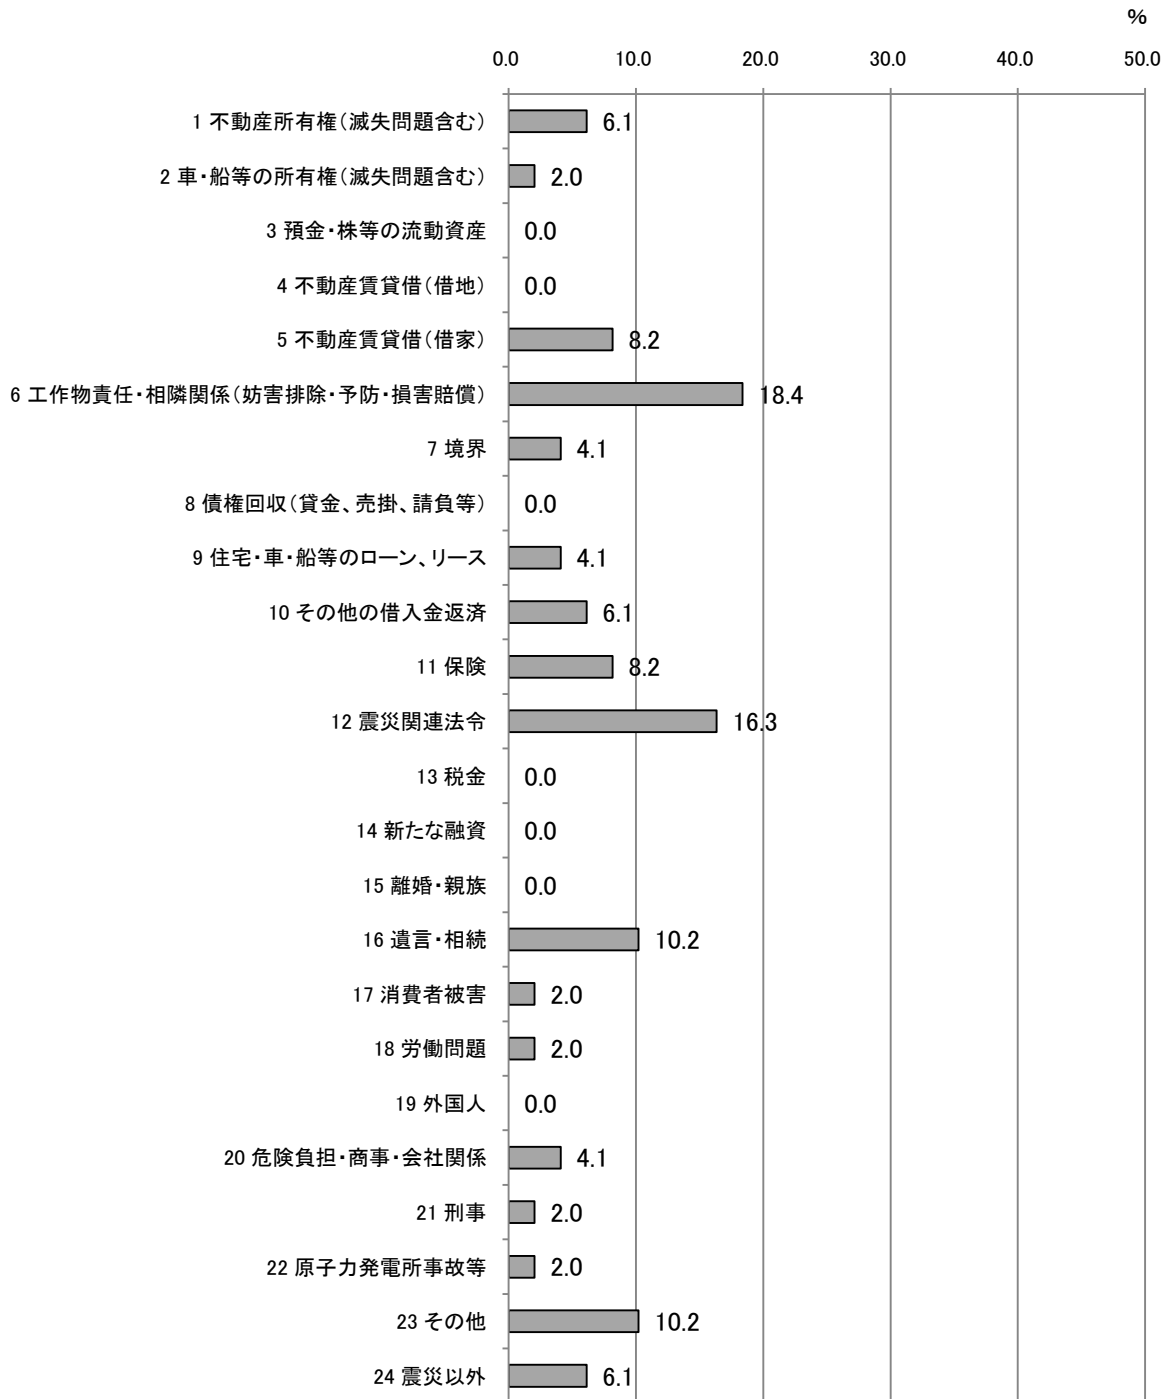 %
0.0 10.0 20.0 30.0 40.0 50.0
1 不動産所有権（滅失問題含む） 6.1
2 車・船等の所有権（滅失問題含む） 2.0
3 預金・株等の流動資産 0.0
4 不動産賃貸借（借地） 0.0
5 不動産賃貸借（借家） 8.2
6 工作物責任・相隣関係（妨害排除・予防・損害賠償） 18.4
7 境界 4.1
8 債権回収（貸金、売掛、請負等） 0.0
9 住宅・車・船等のローン、リース 4.1
10 その他の借入金返済 6.1
11 保険 8.2
12 震災関連法令 16.3
13 税金 0.0
14 新たな融資 0.0
15 離婚・親族 0.0
16 遺言・相続 10.2
17 消費者被害 2.0
18 労働問題 2.0
19 外国人 0.0
20 危険負担・商事・会社関係 4.1
21 刑事 2.0
22 原子力発電所事故等 2.0
23 その他 10.2
24 震災以外 6.1